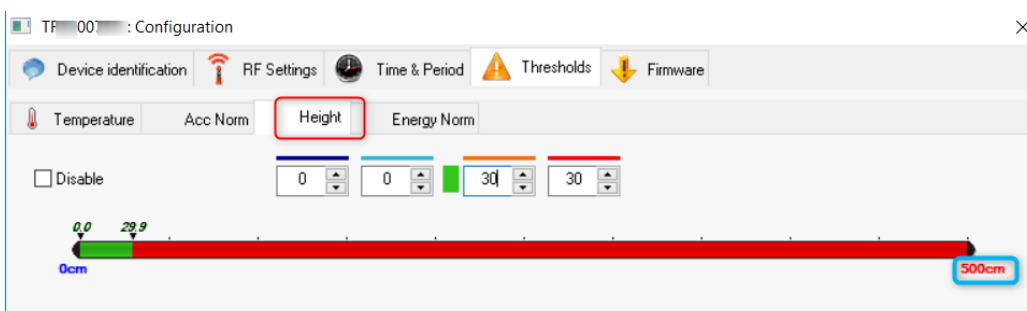 : Configuration
Device identification RF Settings Time & Period Thresholds Firmware
Temperature Acc Norm Height Energy Norm
Disable 0 0 30 30
0,0 29,9
0cm 500cm